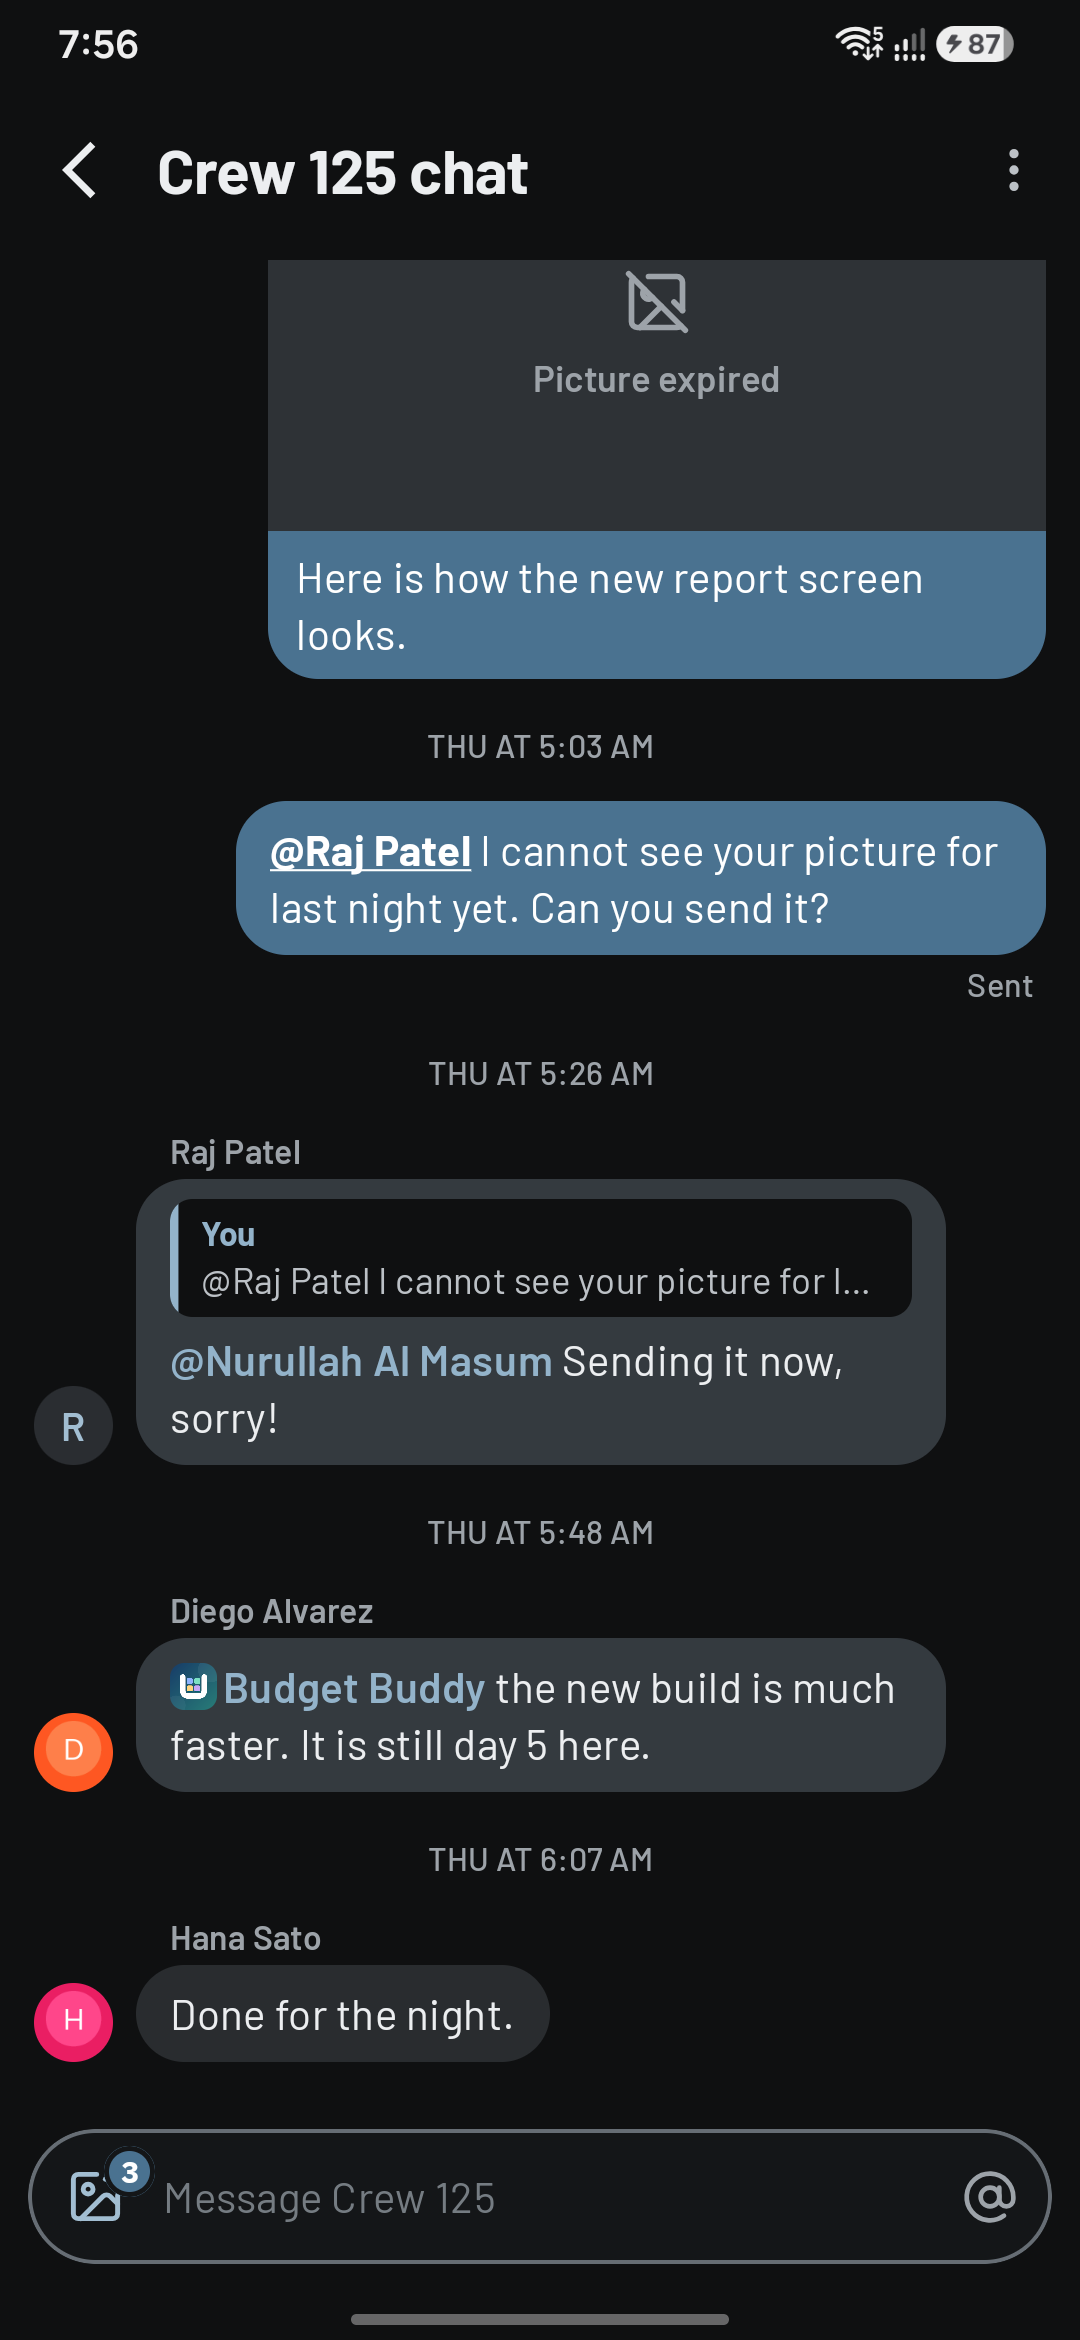 7:56
5
87
Crew 125 chat
Picture expired
Here is how the new report screen
looks.
THU AT 5:03 AM
@Raj Patel I cannot see your picture for
last night yet. Can you send it?
Sent
THU AT 5:26 AM
Raj Patel
You
@Raj Patel I cannot see your picture for l...
@Nurullah Al Masum Sending it now,
sorry!
R
THU AT 5:48 AM
Diego Alvarez
Budget Buddy the new build is much
faster. It is still day 5 here.
D
THU AT 6:07 AM
Hana Sato
Done for the night.
H
3
Message Crew 125
@